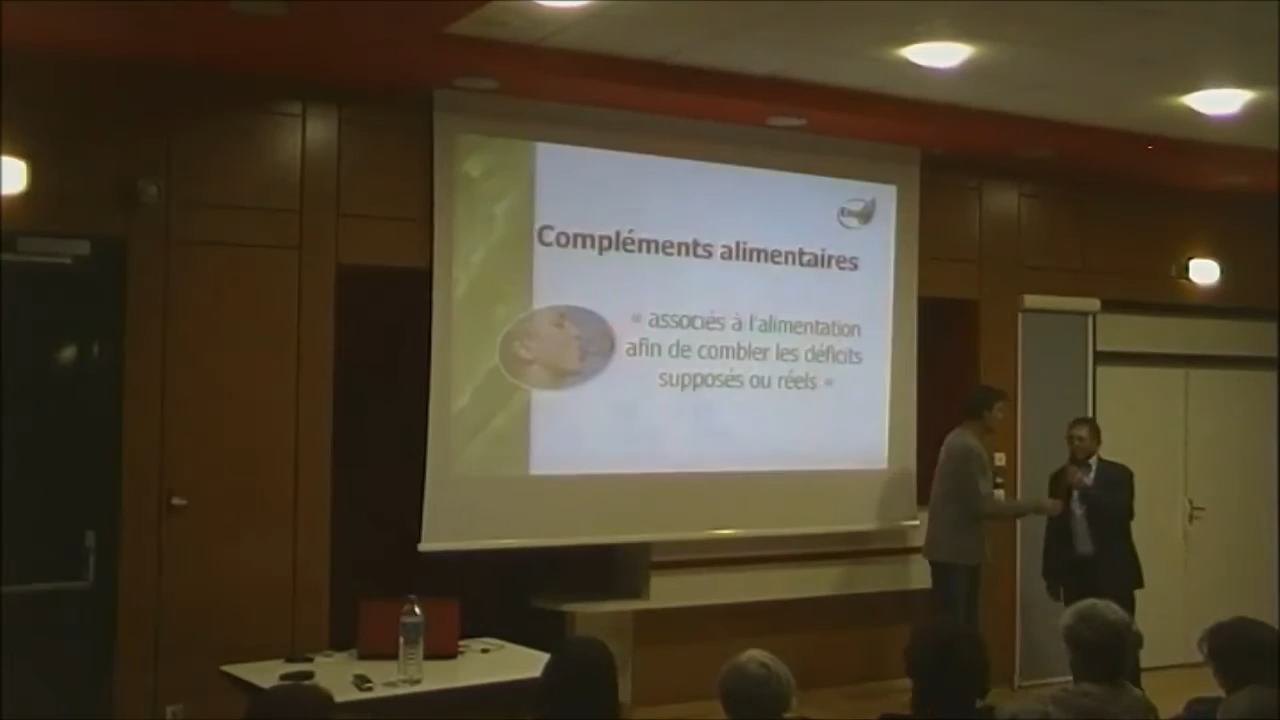 Compléments alimentaires
« associés à l'alimentation
afin de combler les déficits
supposés ou réels «